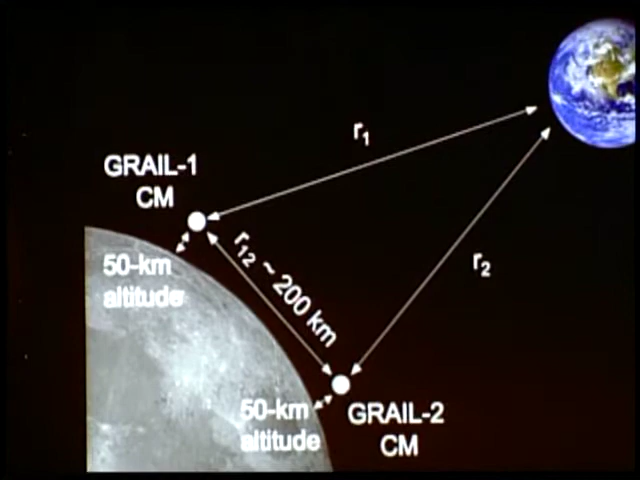 r1
GRAIL-1
CM
50-km
altitude
r12 ~ 200 km
r2
50-km
altitude
GRAIL-2
CM